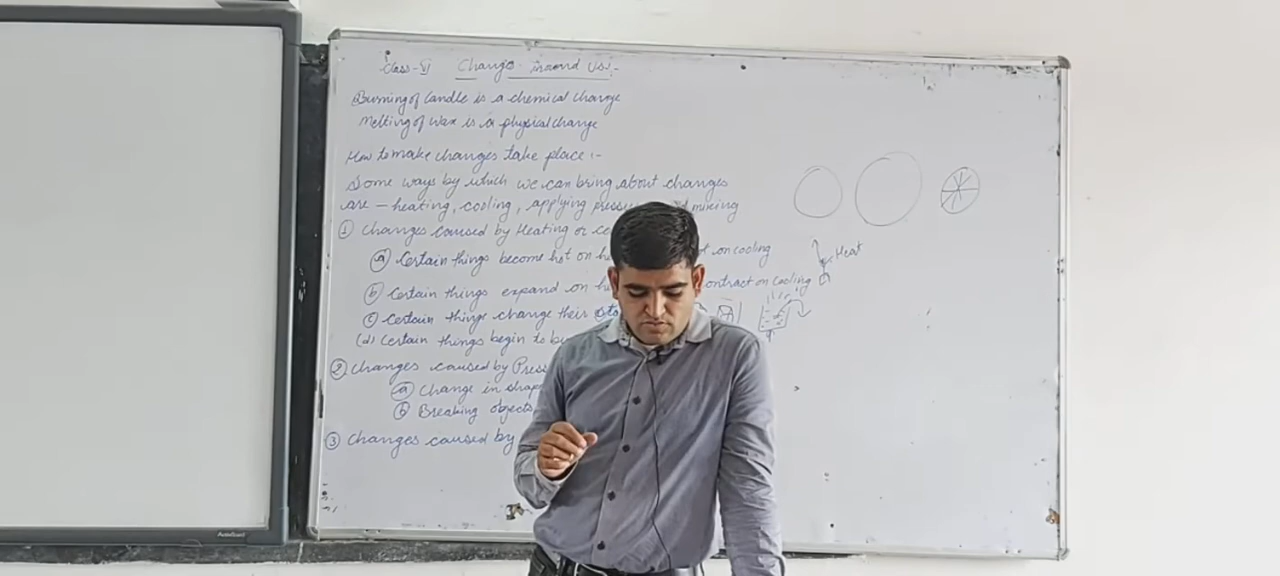 Class-VI Changes around Us:-
Burning of Candle is a chemical change
Melting of wax is a physical change
How to make changes take place :-
Some ways by which we can bring about changes
are - heating, cooling, applying mixing
① Changes caused by Heating or
(a) Certain things become hot on on cooling
(b) Certain things expand on contract on cooling
(c) Certain things change their
(d) Certain things begin to
② Changes caused by
(a) Change in shape
(b) Breaking objects
③ Changes caused by
Heat